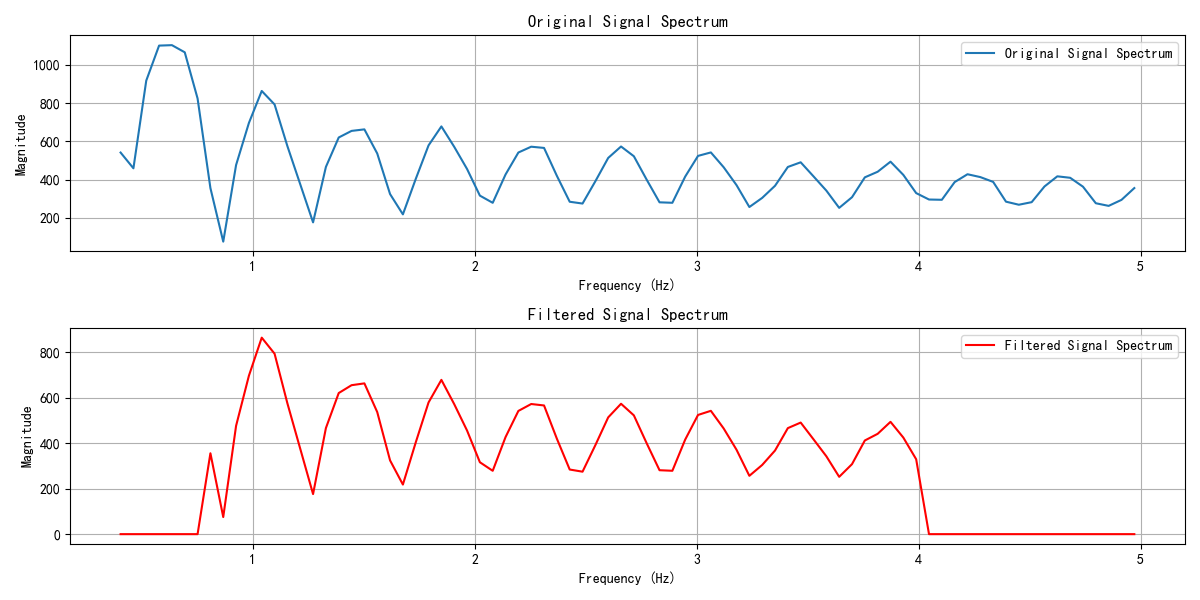 Original Signal Spectrum
Original Signal Spectrum
1000
800
600
400
200
Magnitude
1 2 3 4 5
Frequency (Hz)
Filtered Signal Spectrum
Filtered Signal Spectrum
800
600
400
200
0
Magnitude
1 2 3 4 5
Frequency (Hz)